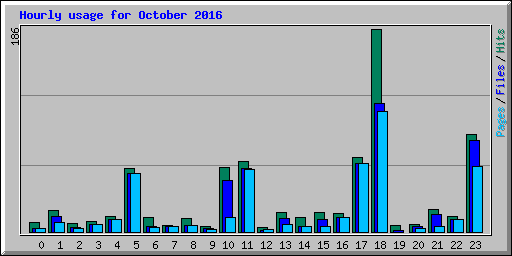 Hourly usage for October 2016
186
Pages/Files/Hits
0 1 2 3 4 5 6 7 8 9 10 11 12 13 14 15 16 17 18 19 20 21 22 23